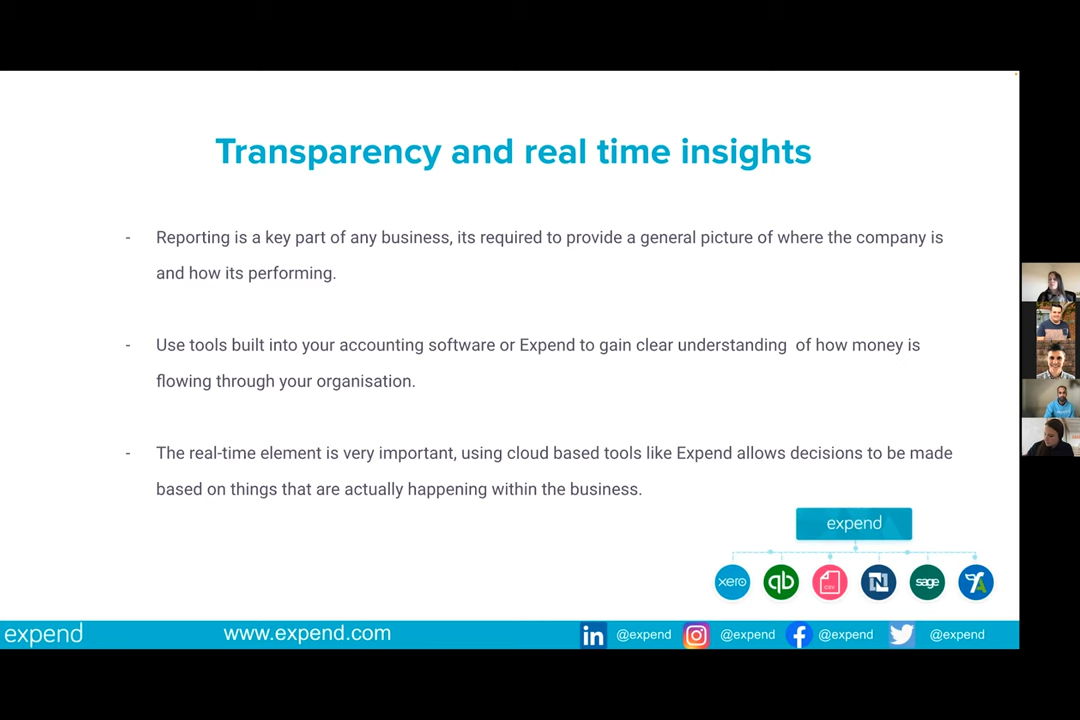 Transparency and real time insights
- Reporting is a key part of any business, its required to provide a general picture of where the company is
and how its performing.
- Use tools built into your accounting software or Expend to gain clear understanding  of how money is
flowing through your organisation.
- The real-time element is very important, using cloud based tools like Expend allows decisions to be made
based on things that are actually happening within the business.
expend
xero qb CSV N sage
expend www.expend.com in @expend @expend f @expend @expend